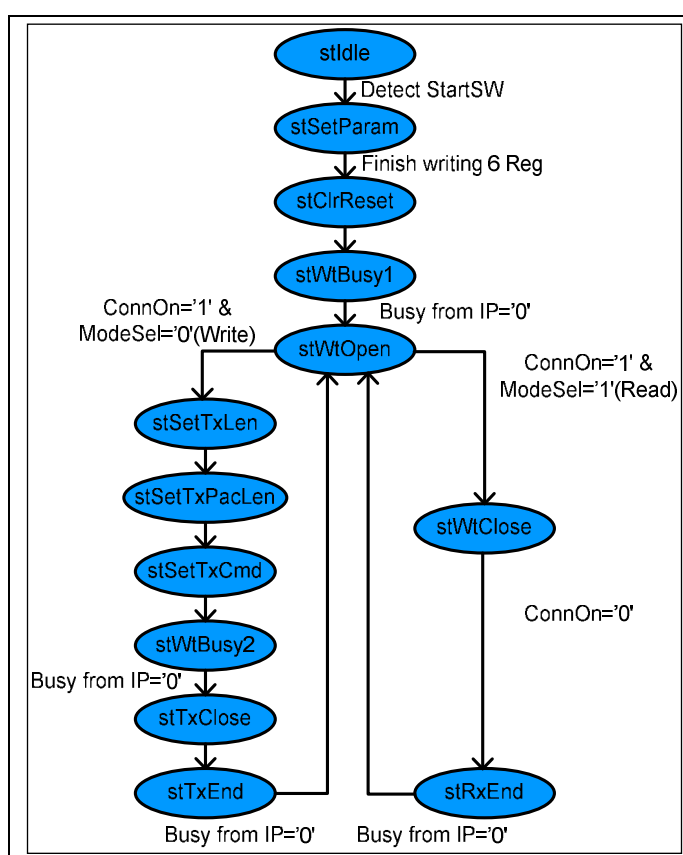 stIdle
Detect StartSW
stSetParam
Finish writing 6 Reg
stClrReset
stWtBusy1
Busy from IP='0'
stWtOpen
ConnOn='1' &
ModeSel='0'(Write)
ConnOn='1' &
ModeSel='1'(Read)
stSetTxLen
stSetTxPacLen
stSetTxCmd
stWtBusy2
Busy from IP='0'
stTxClose
stTxEnd
Busy from IP='0'
stWtClose
ConnOn='0'
stRxEnd
Busy from IP='0'